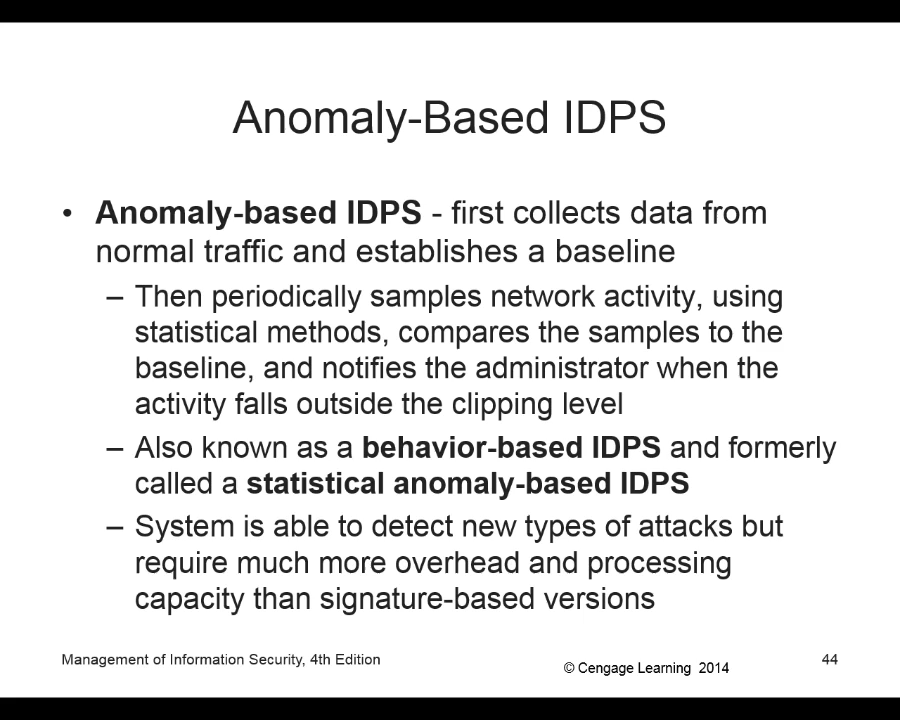 Anomaly-Based IDPS
• Anomaly-based IDPS - first collects data from
normal traffic and establishes a baseline
– Then periodically samples network activity, using
statistical methods, compares the samples to the
baseline, and notifies the administrator when the
activity falls outside the clipping level
– Also known as a behavior-based IDPS and formerly
called a statistical anomaly-based IDPS
– System is able to detect new types of attacks but
require much more overhead and processing
capacity than signature-based versions
Management of Information Security, 4th Edition
© Cengage Learning 2014
44